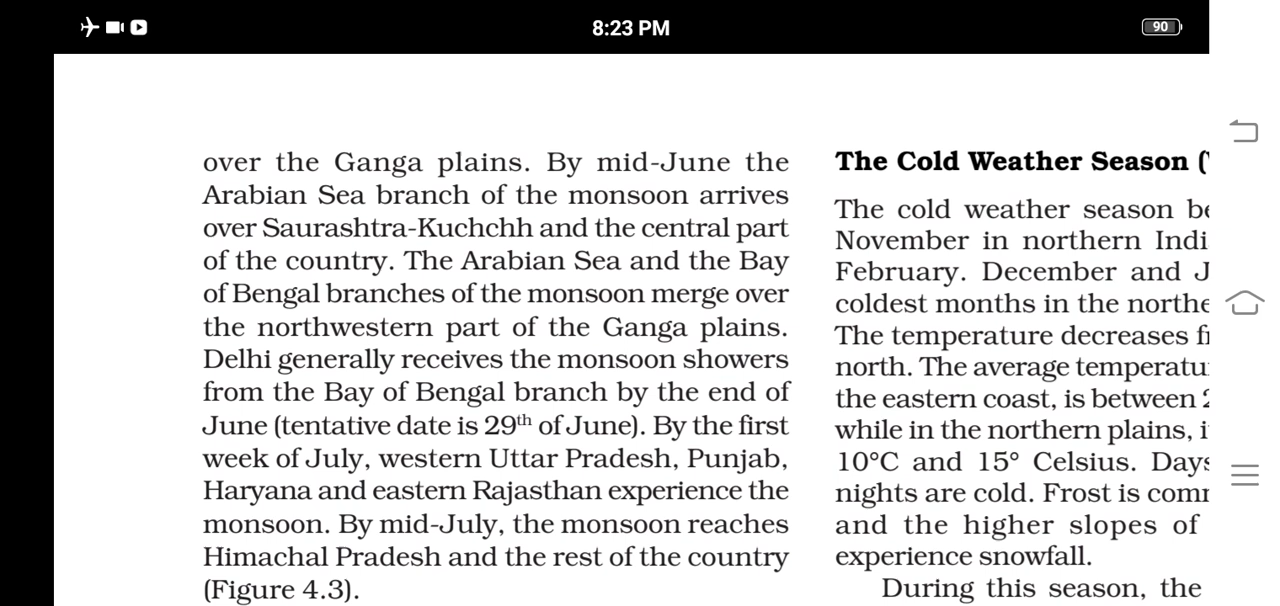 8:23 PM
90
over the Ganga plains. By mid-June the
Arabian Sea branch of the monsoon arrives
over Saurashtra-Kuchchh and the central part
of the country. The Arabian Sea and the Bay
of Bengal branches of the monsoon merge over
the northwestern part of the Ganga plains.
Delhi generally receives the monsoon showers
from the Bay of Bengal branch by the end of
June (tentative date is 29th of June). By the first
week of July, western Uttar Pradesh, Punjab,
Haryana and eastern Rajasthan experience the
monsoon. By mid-July, the monsoon reaches
Himachal Pradesh and the rest of the country
(Figure 4.3).
The Cold Weather Season (
The cold weather season
November in northern
February. December and
coldest months in the
The temperature decreases
north. The average
the eastern coast, is between
while in the northern plains,
10°C and 15° Celsius.
nights are cold. Frost is
and the higher slopes of
experience snowfall.
During this season, the